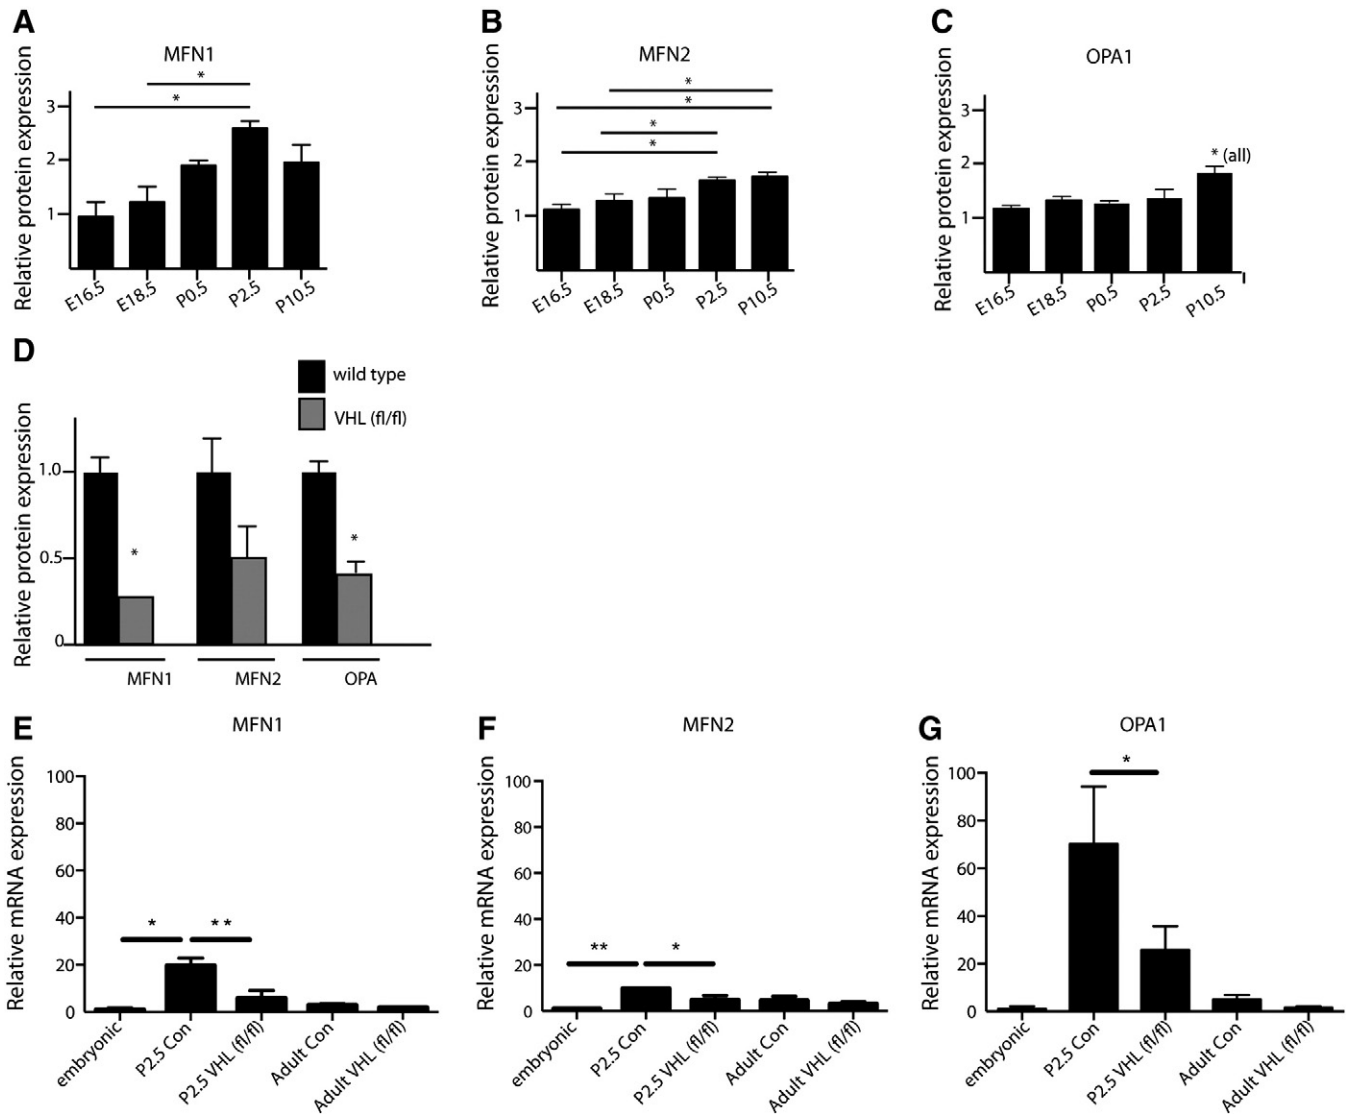 A
MFN1
Relative protein expression
*
*
3
2
1
E16.5
E18.5
P0.5
P2.5
P10.5
B
MFN2
Relative protein expression
*
*
*
*
3
2
1
E16.5
E18.5
P0.5
P2.5
P10.5
C
OPA1
Relative protein expression
* (all)
3
2
1
E16.5
E18.5
P0.5
P2.5
P10.5
D
wild type
VHL (fl/fl)
Relative protein expression
1.0
0.5
0
*
*
MFN1
MFN2
OPA
E
MFN1
Relative mRNA expression
100
80
60
40
20
0
*
**
embryonic
P2.5 Con
P2.5 VHL (fl/fl)
Adult Con
Adult VHL (fl/fl)
F
MFN2
Relative mRNA expression
100
80
60
40
20
0
**
*
embryonic
P2.5 Con
P2.5 VHL (fl/fl)
Adult Con
Adult VHL (fl/fl)
G
OPA1
Relative mRNA expression
100
80
60
40
20
0
*
embryonic
P2.5 Con
P2.5 VHL (fl/fl)
Adult Con
Adult VHL (fl/fl)